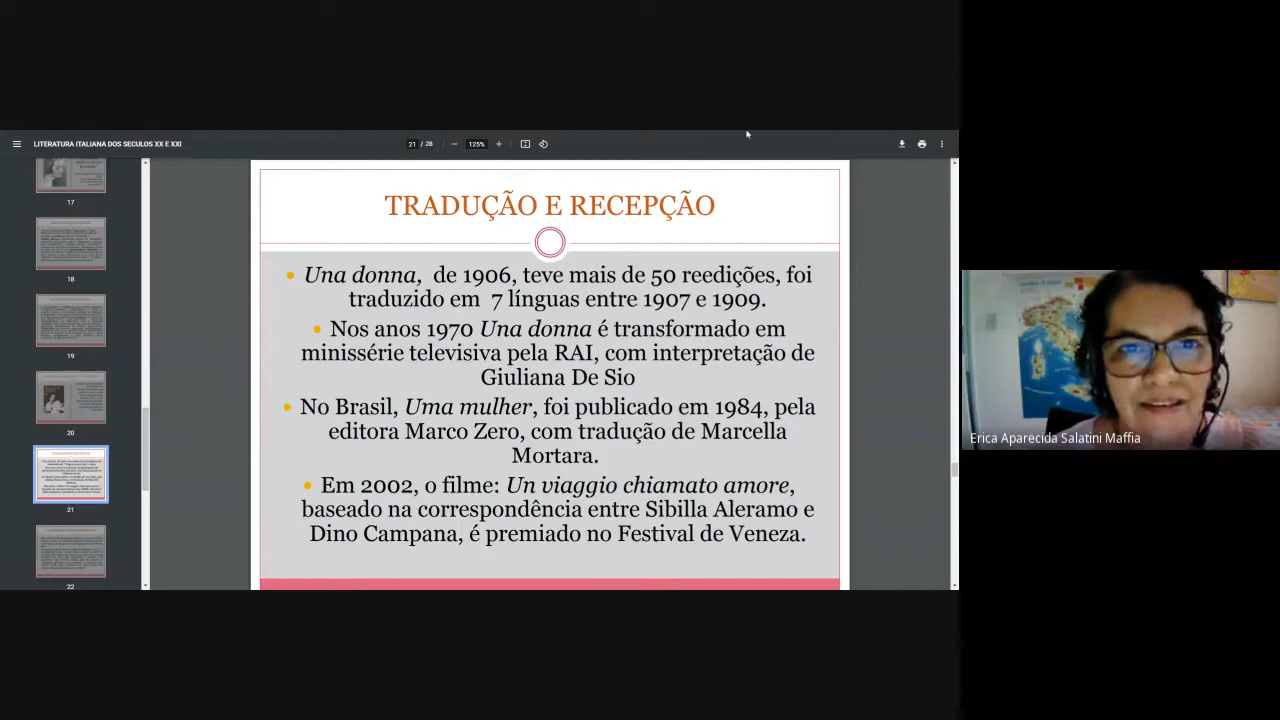 LITERATURA ITALIANA DOS SECULOS XX E XXI
21 / 28
125%
17
18
19
20
21
22
TRADUÇÃO E RECEPÇÃO
Una donna, de 1906, teve mais de 50 reedições, foi
traduzido em 7 línguas entre 1907 e 1909.
Nos anos 1970 Una donna é transformado em
minissérie televisiva pela RAI, com interpretação de
Giuliana De Sio
No Brasil, Uma mulher, foi publicado em 1984, pela
editora Marco Zero, com tradução de Marcella
Mortara.
Em 2002, o filme: Un viaggio chiamato amore,
baseado na correspondência entre Sibilla Aleramo e
Dino Campana, é premiado no Festival de Veneza.
Erica Aparecida Salatini Maffia